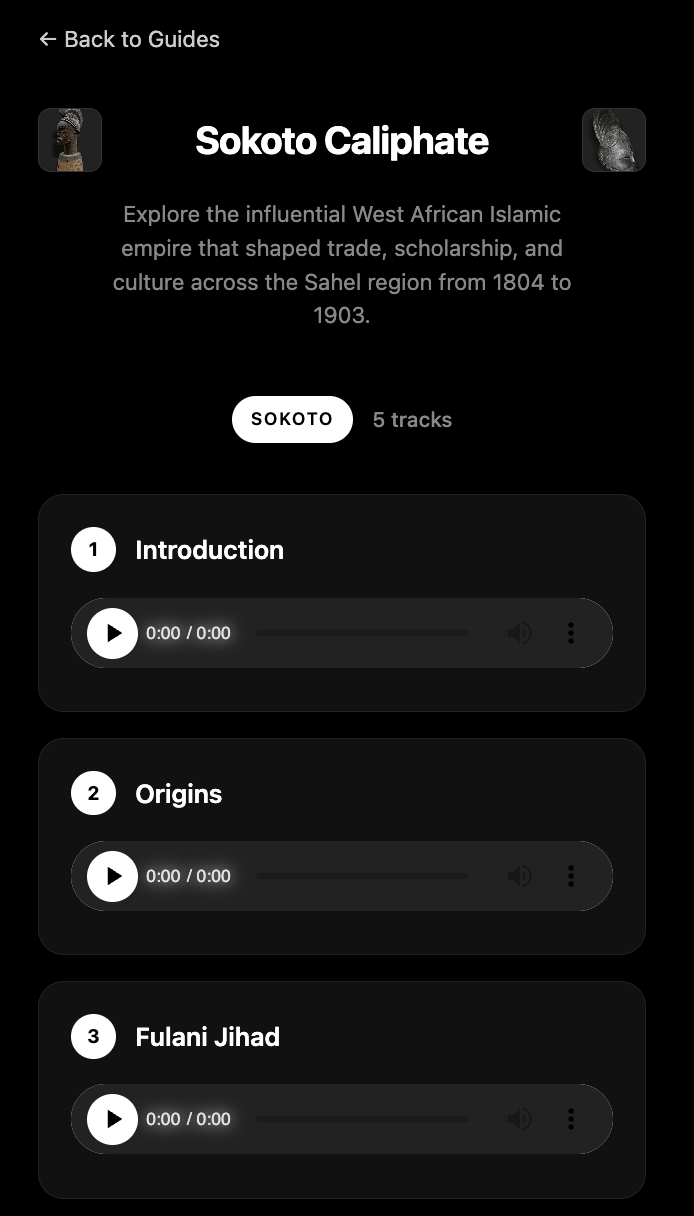 ← Back to Guides
Sokoto Caliphate
Explore the influential West African Islamic
empire that shaped trade, scholarship, and
culture across the Sahel region from 1804 to
1903.
SOKOTO 5 tracks
1 Introduction
0:00 / 0:00
2 Origins
0:00 / 0:00
3 Fulani Jihad
0:00 / 0:00